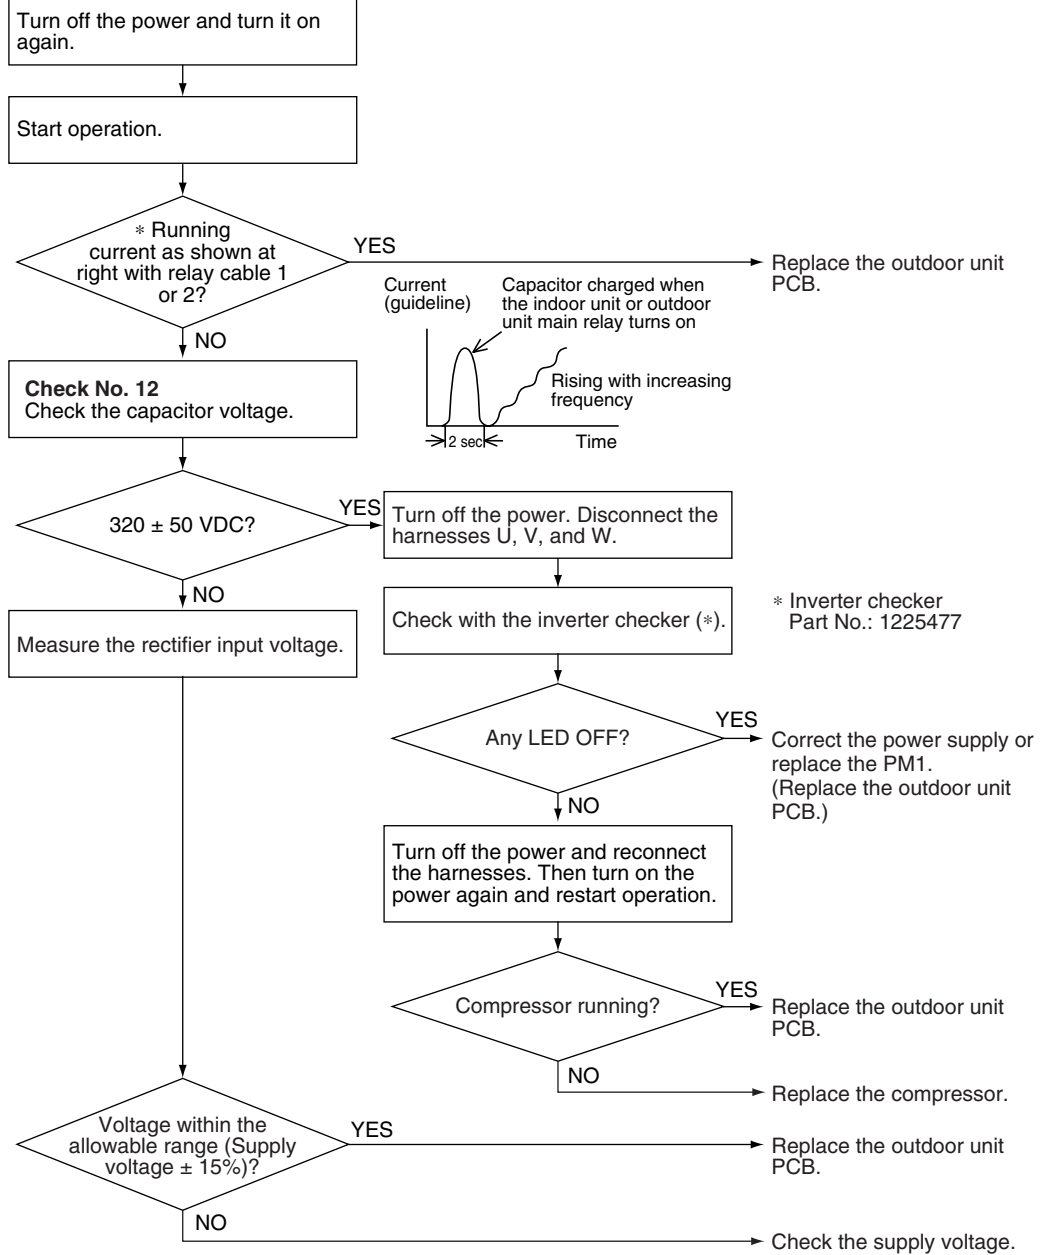 Turn off the power and turn it on
again.
Start operation.
* Running
current as shown at
right with relay cable 1
or 2?
YES
Replace the outdoor unit
PCB.
NO
Current
(guideline)
Capacitor charged when
the indoor unit or outdoor
unit main relay turns on
Rising with increasing
frequency
2 sec
Time
Check No. 12
Check the capacitor voltage.
320 ± 50 VDC?
YES
Turn off the power. Disconnect the
harnesses U, V, and W.
NO
Check with the inverter checker (*).
* Inverter checker
Part No.: 1225477
Measure the rectifier input voltage.
Any LED OFF?
YES
Correct the power supply or
replace the PM1.
(Replace the outdoor unit
PCB.)
NO
Turn off the power and reconnect
the harnesses. Then turn on the
power again and restart operation.
Compressor running?
YES
Replace the outdoor unit
PCB.
NO
Replace the compressor.
Voltage within the
allowable range (Supply
voltage ± 15%)?
YES
Replace the outdoor unit
PCB.
NO
Check the supply voltage.